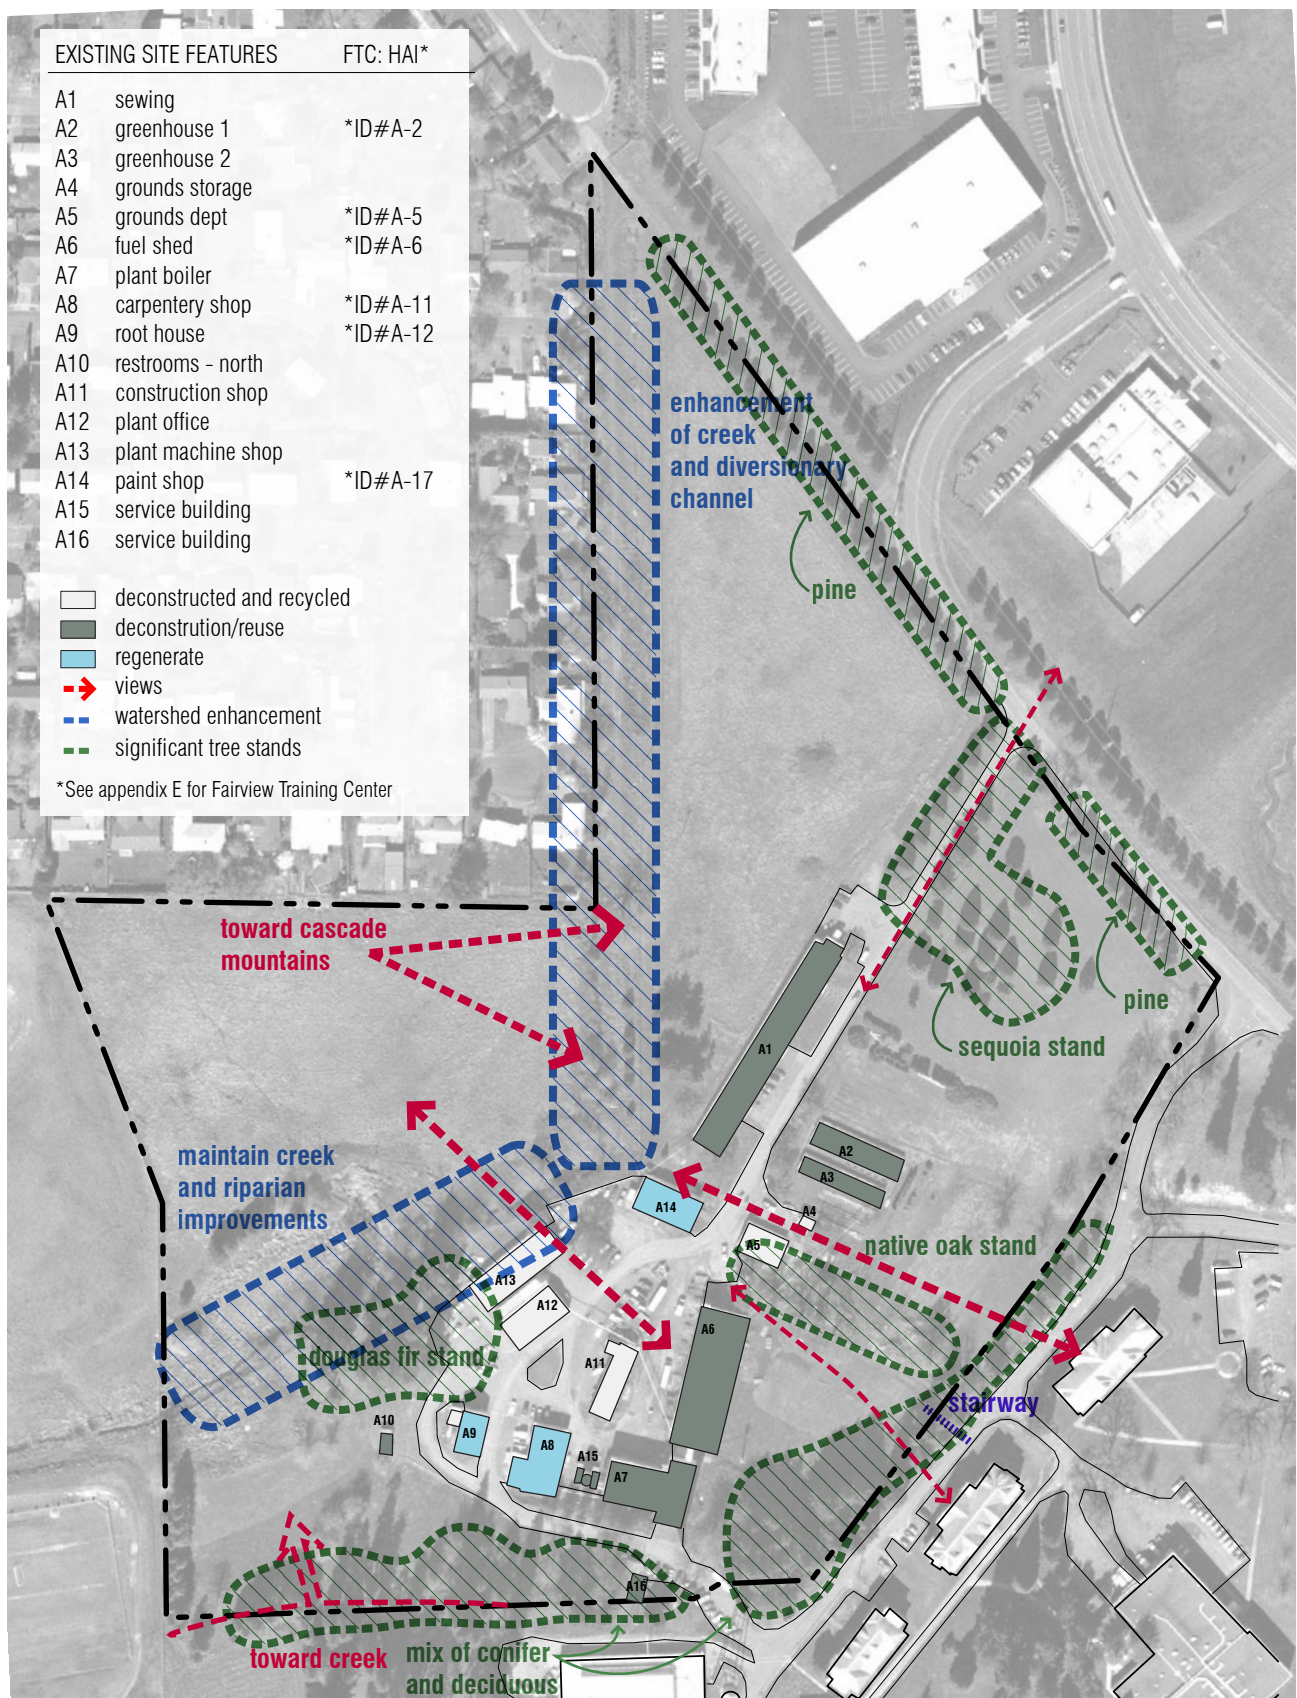 EXISTING SITE FEATURES FTC: HAI*
A1 sewing
A2 greenhouse 1 *ID#A-2
A3 greenhouse 2
A4 grounds storage
A5 grounds dept *ID#A-5
A6 fuel shed *ID#A-6
A7 plant boiler
A8 carpentery shop *ID#A-11
A9 root house *ID#A-12
A10 restrooms - north
A11 construction shop
A12 plant office
A13 plant machine shop
A14 paint shop *ID#A-17
A15 service building
A16 service building
deconstructed and recycled
deconstrution/reuse
regenerate
views
watershed enhancement
significant tree stands
*See appendix E for Fairview Training Center
enhancement
of creek
and diversionary
channel
pine
toward cascade
mountains
pine
sequoia stand
A1
maintain creek
and riparian
improvements
A2
A3
A14
A4
A5
native oak stand
A13
A12
A6
douglas fir stand
A11
stairway
A10
A9
A8
A15
A7
A16
toward creek
mix of conifer
and deciduous